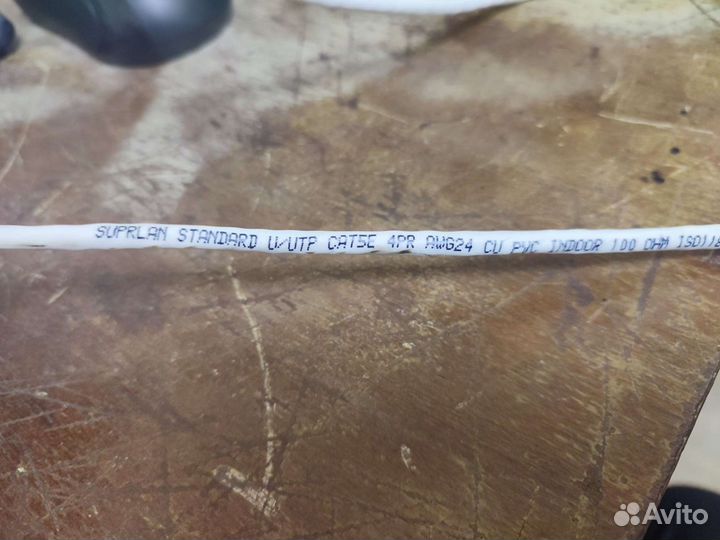 SUPRLAN STANDARD U/UTP CAT5E 4PR AWG24 CU PVC INDOOR 100 OHM
Avito